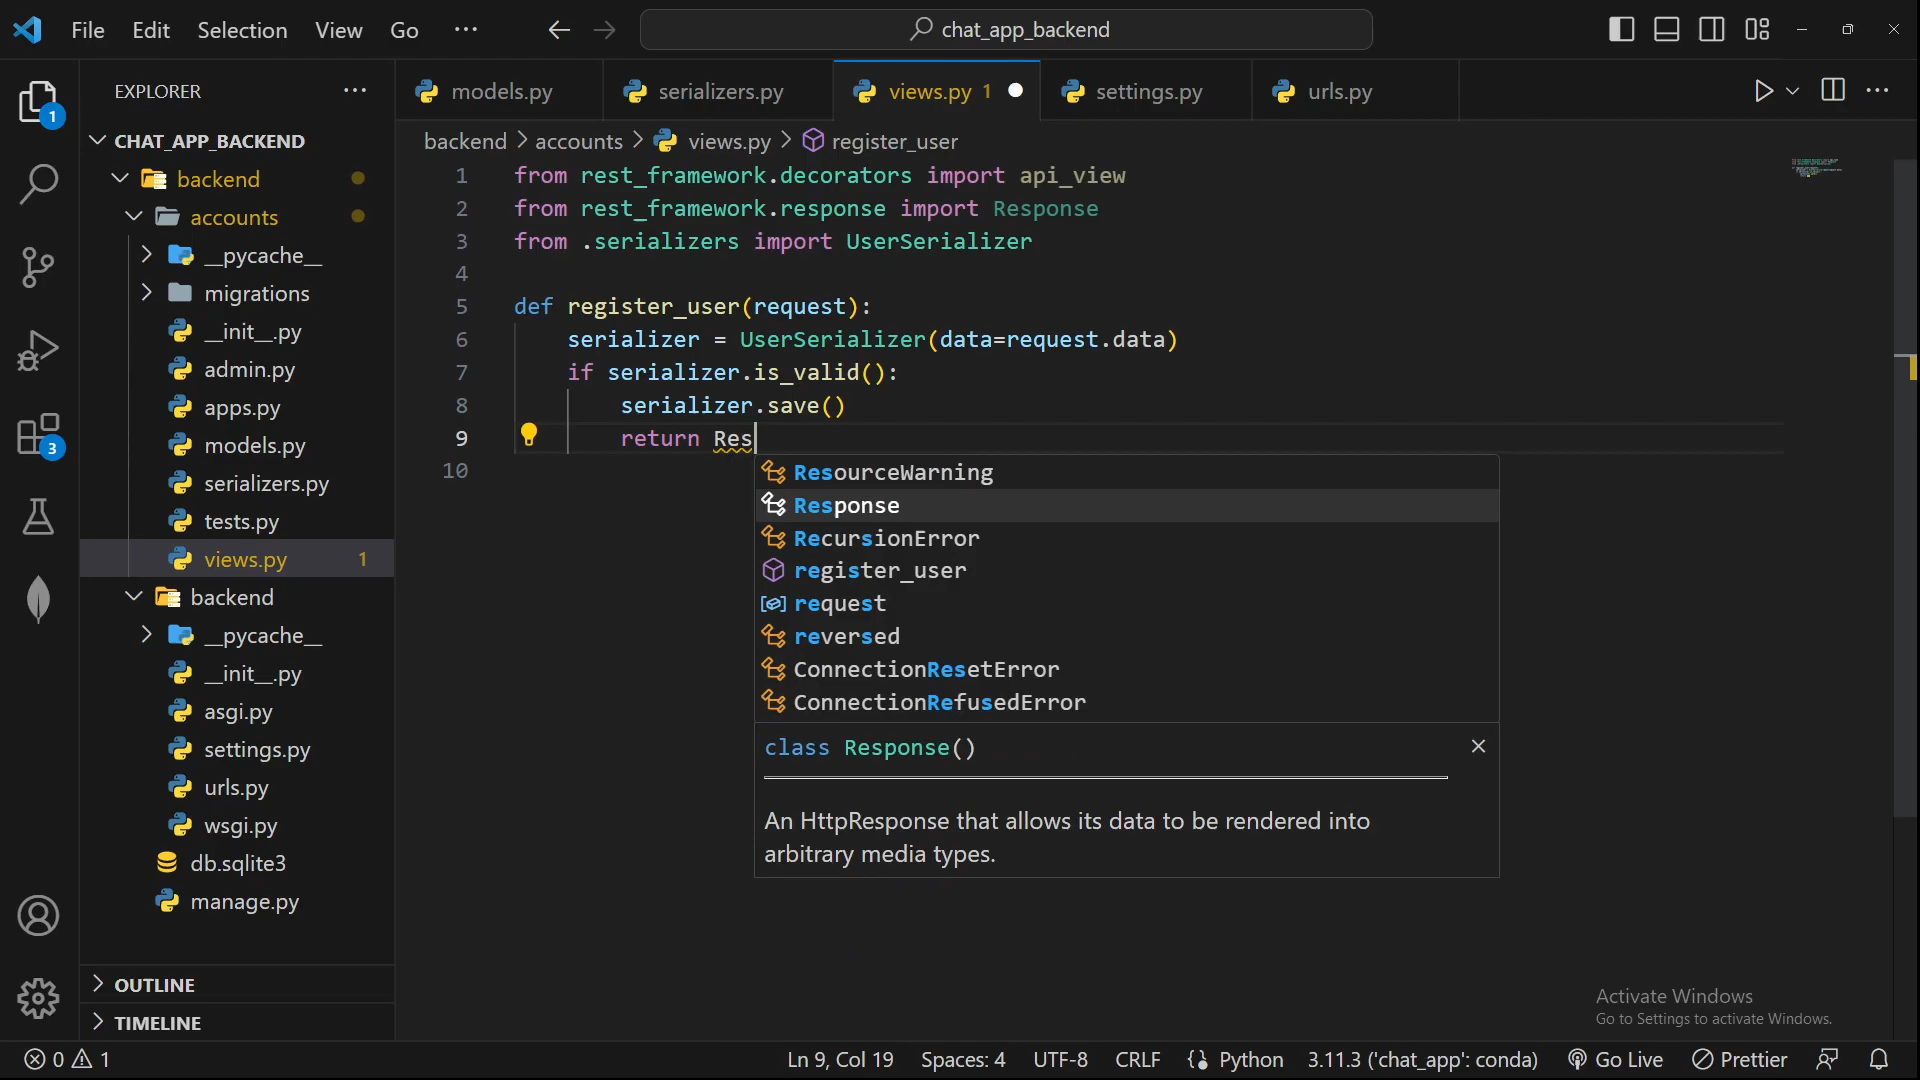 File Edit Selection View Go ··· chat_app_backend
EXPLORER ···
1
CHAT_APP_BACKEND
backend
accounts
__pycache__
migrations
__init__.py
admin.py
apps.py
models.py
serializers.py
tests.py
views.py 1
backend
__pycache__
__init__.py
asgi.py
settings.py
urls.py
wsgi.py
db.sqlite3
manage.py
OUTLINE
TIMELINE
3
models.py serializers.py views.py 1 settings.py urls.py
backend > accounts > views.py > register_user
1 from rest_framework.decorators import api_view
2 from rest_framework.response import Response
3 from .serializers import UserSerializer
4
5 def register_user(request):
6 serializer = UserSerializer(data=request.data)
7 if serializer.is_valid():
8 serializer.save()
9 return Res
10
ResourceWarning
Response
RecursionError
register_user
request
reversed
ConnectionResetError
ConnectionRefusedError
class Response()
An HttpResponse that allows its data to be rendered into
arbitrary media types.
Activate Windows
Go to Settings to activate Windows.
0 1 Ln 9, Col 19 Spaces: 4 UTF-8 CRLF Python 3.11.3 ('chat_app': conda) Go Live Prettier